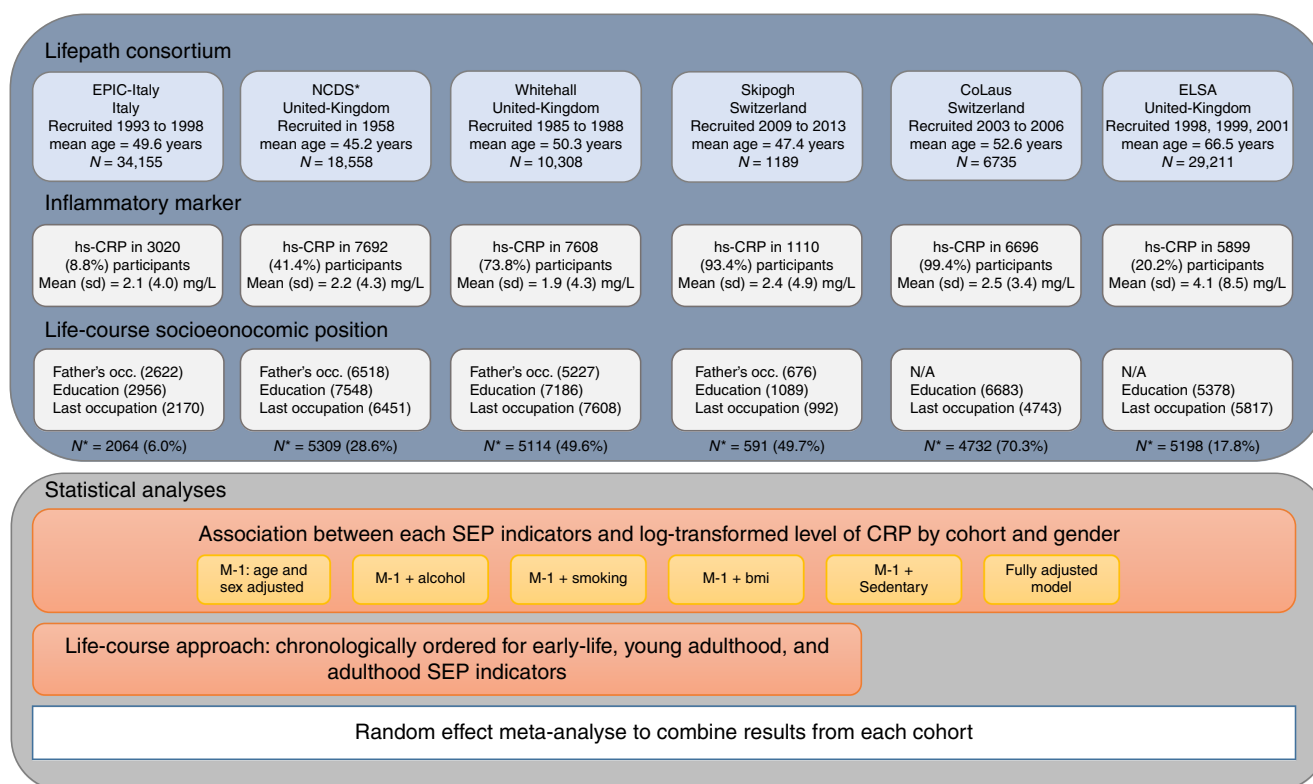 Lifepath consortium
EPIC-Italy
Italy
Recruited 1993 to 1998
mean age = 49.6 years
N = 34,155
NCDS*
United-Kingdom
Recruited in 1958
mean age = 45.2 years
N = 18,558
Whitehall
United-Kingdom
Recruited 1985 to 1988
mean age = 50.3 years
N = 10,308
Skipogh
Switzerland
Recruited 2009 to 2013
mean age = 47.4 years
N = 1189
CoLaus
Switzerland
Recruited 2003 to 2006
mean age = 52.6 years
N = 6735
ELSA
United-Kingdom
Recruited 1998, 1999, 2001
mean age = 66.5 years
N = 29,211
Inflammatory marker
hs-CRP in 3020
(8.8%) participants
Mean (sd) = 2.1 (4.0) mg/L
hs-CRP in 7692
(41.4%) participants
Mean (sd) = 2.2 (4.3) mg/L
hs-CRP in 7608
(73.8%) participants
Mean (sd) = 1.9 (4.3) mg/L
hs-CRP in 1110
(93.4%) participants
Mean (sd) = 2.4 (4.9) mg/L
hs-CRP in 6696
(99.4%) participants
Mean (sd) = 2.5 (3.4) mg/L
hs-CRP in 5899
(20.2%) participants
Mean (sd) = 4.1 (8.5) mg/L
Life-course socioeonocomic position
Father's occ. (2622)
Education (2956)
Last occupation (2170)
Father's occ. (6518)
Education (7548)
Last occupation (6451)
Father's occ. (5227)
Education (7186)
Last occupation (7608)
Father's occ. (676)
Education (1089)
Last occupation (992)
N/A
Education (6683)
Last occupation (4743)
N/A
Education (5378)
Last occupation (5817)
N* = 2064 (6.0%)
N* = 5309 (28.6%)
N* = 5114 (49.6%)
N* = 591 (49.7%)
N* = 4732 (70.3%)
N* = 5198 (17.8%)
Statistical analyses
Association between each SEP indicators and log-transformed level of CRP by cohort and gender
M-1: age and
sex adjusted
M-1 + alcohol
M-1 + smoking
M-1 + bmi
M-1 +
Sedentary
Fully adjusted
model
Life-course approach: chronologically ordered for early-life, young adulthood, and
adulthood SEP indicators
Random effect meta-analyse to combine results from each cohort